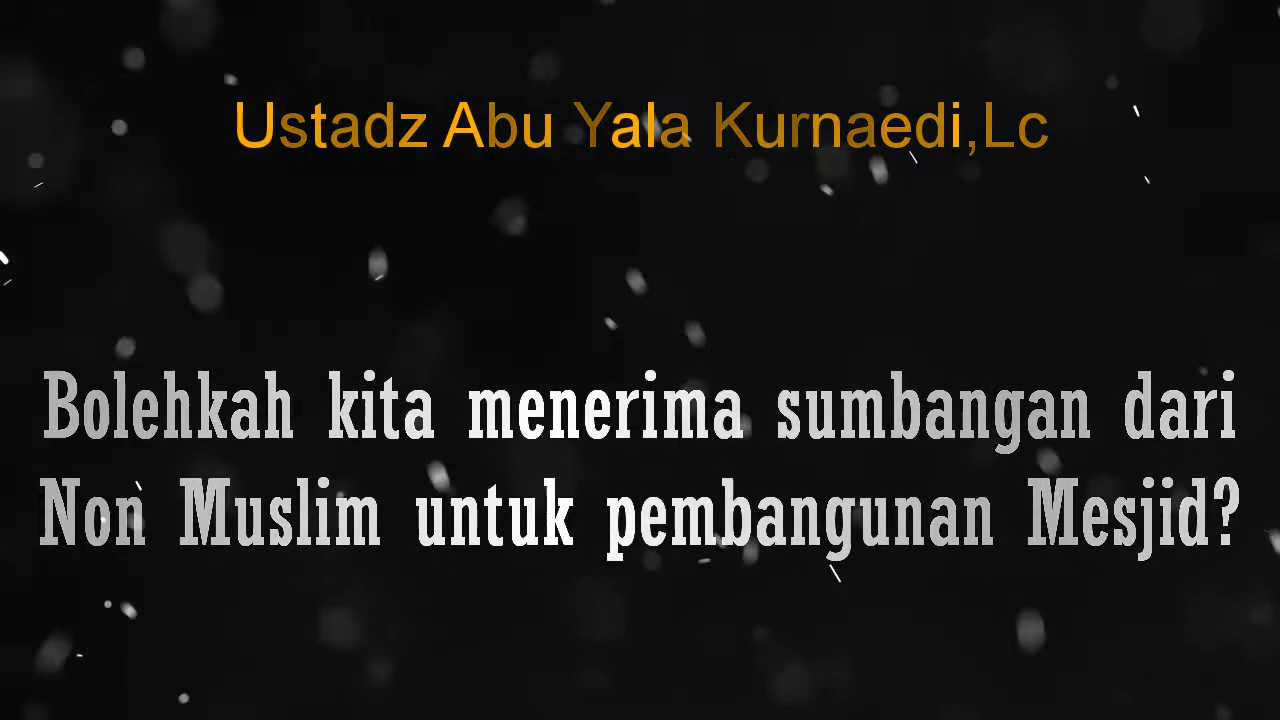 Ustadz Abu Yala Kurnaedi,Lc
Bolehkah kita menerima sumbangan dari
Non Muslim untuk pembangunan Mesjid?